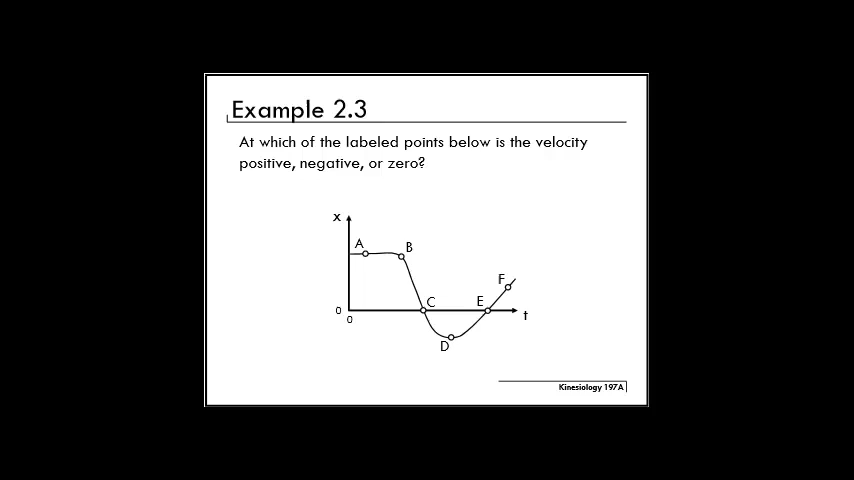 Example 2.3
At which of the labeled points below is the velocity
positive, negative, or zero?
x
A
B
F
C
E
0
0
t
D
Kinesiology 197A